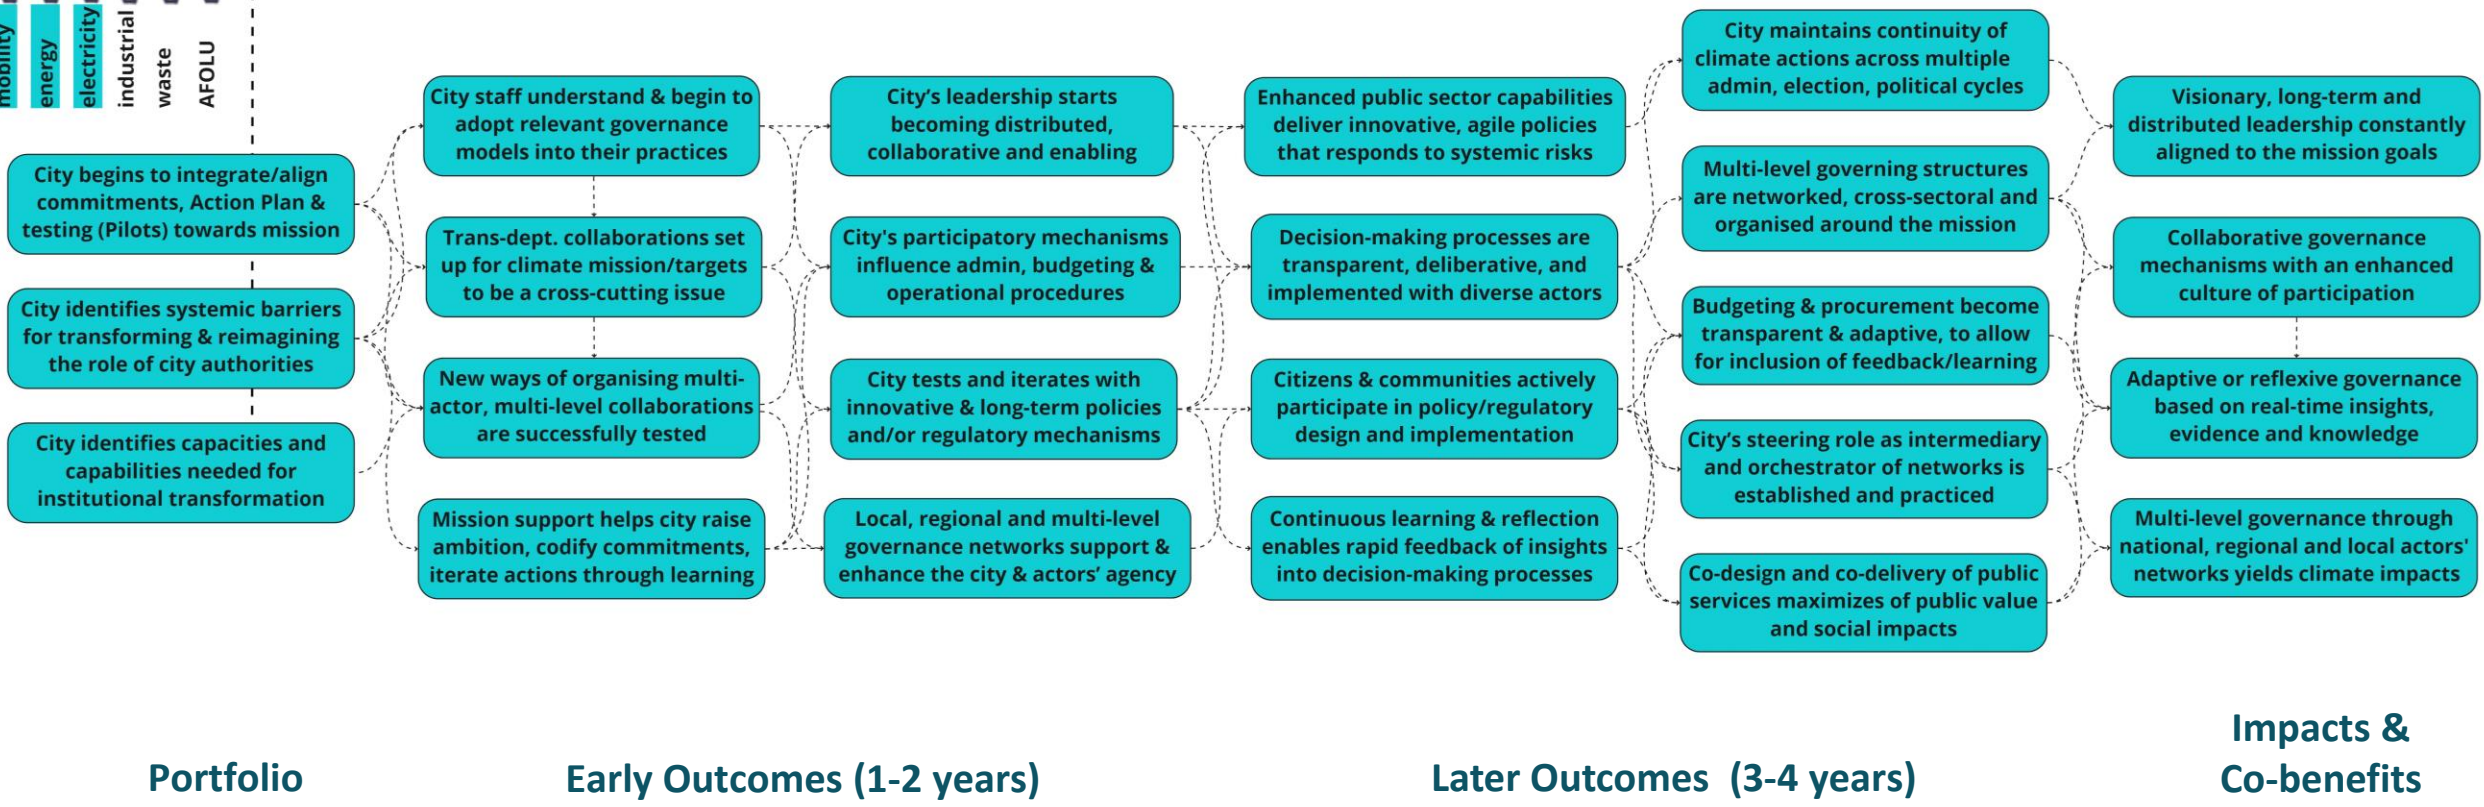 mobility
energy
electricity
industrial
waste
AFOLU
City begins to integrate/align
commitments, Action Plan &
testing (Pilots) towards mission
City identifies systemic barriers
for transforming & reimagining
the role of city authorities
City identifies capacities and
capabilities needed for
institutional transformation
City staff understand & begin to
adopt relevant governance
models into their practices
Trans-dept. collaborations set
up for climate mission/targets
to be a cross-cutting issue
New ways of organising multi-
actor, multi-level collaborations
are successfully tested
Mission support helps city raise
ambition, codify commitments,
iterate actions through learning
City's leadership starts
becoming distributed,
collaborative and enabling
City's participatory mechanisms
influence admin, budgeting &
operational procedures
City tests and iterates with
innovative & long-term policies
and/or regulatory mechanisms
Local, regional and multi-level
governance networks support &
enhance the city & actors' agency
Enhanced public sector capabilities
deliver innovative, agile policies
that responds to systemic risks
Decision-making processes are
transparent, deliberative, and
implemented with diverse actors
Citizens & communities actively
participate in policy/regulatory
design and implementation
Continuous learning & reflection
enables rapid feedback of insights
into decision-making processes
City maintains continuity of
climate actions across multiple
admin, election, political cycles
Multi-level governing structures
are networked, cross-sectoral and
organised around the mission
Budgeting & procurement become
transparent & adaptive, to allow
for inclusion of feedback/learning
City's steering role as intermediary
and orchestrator of networks is
established and practiced
Co-design and co-delivery of public
services maximizes of public value
and social impacts
Visionary, long-term and
distributed leadership constantly
aligned to the mission goals
Collaborative governance
mechanisms with an enhanced
culture of participation
Adaptive or reflexive governance
based on real-time insights,
evidence and knowledge
Multi-level governance through
national, regional and local actors'
networks yields climate impacts
Portfolio
Early Outcomes (1-2 years)
Later Outcomes (3-4 years)
Impacts &
Co-benefits